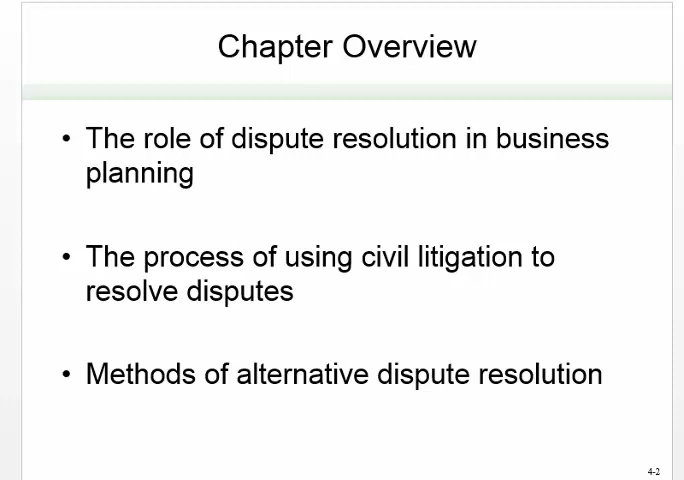 Chapter Overview
• The role of dispute resolution in business
planning
• The process of using civil litigation to
resolve disputes
• Methods of alternative dispute resolution
4-2